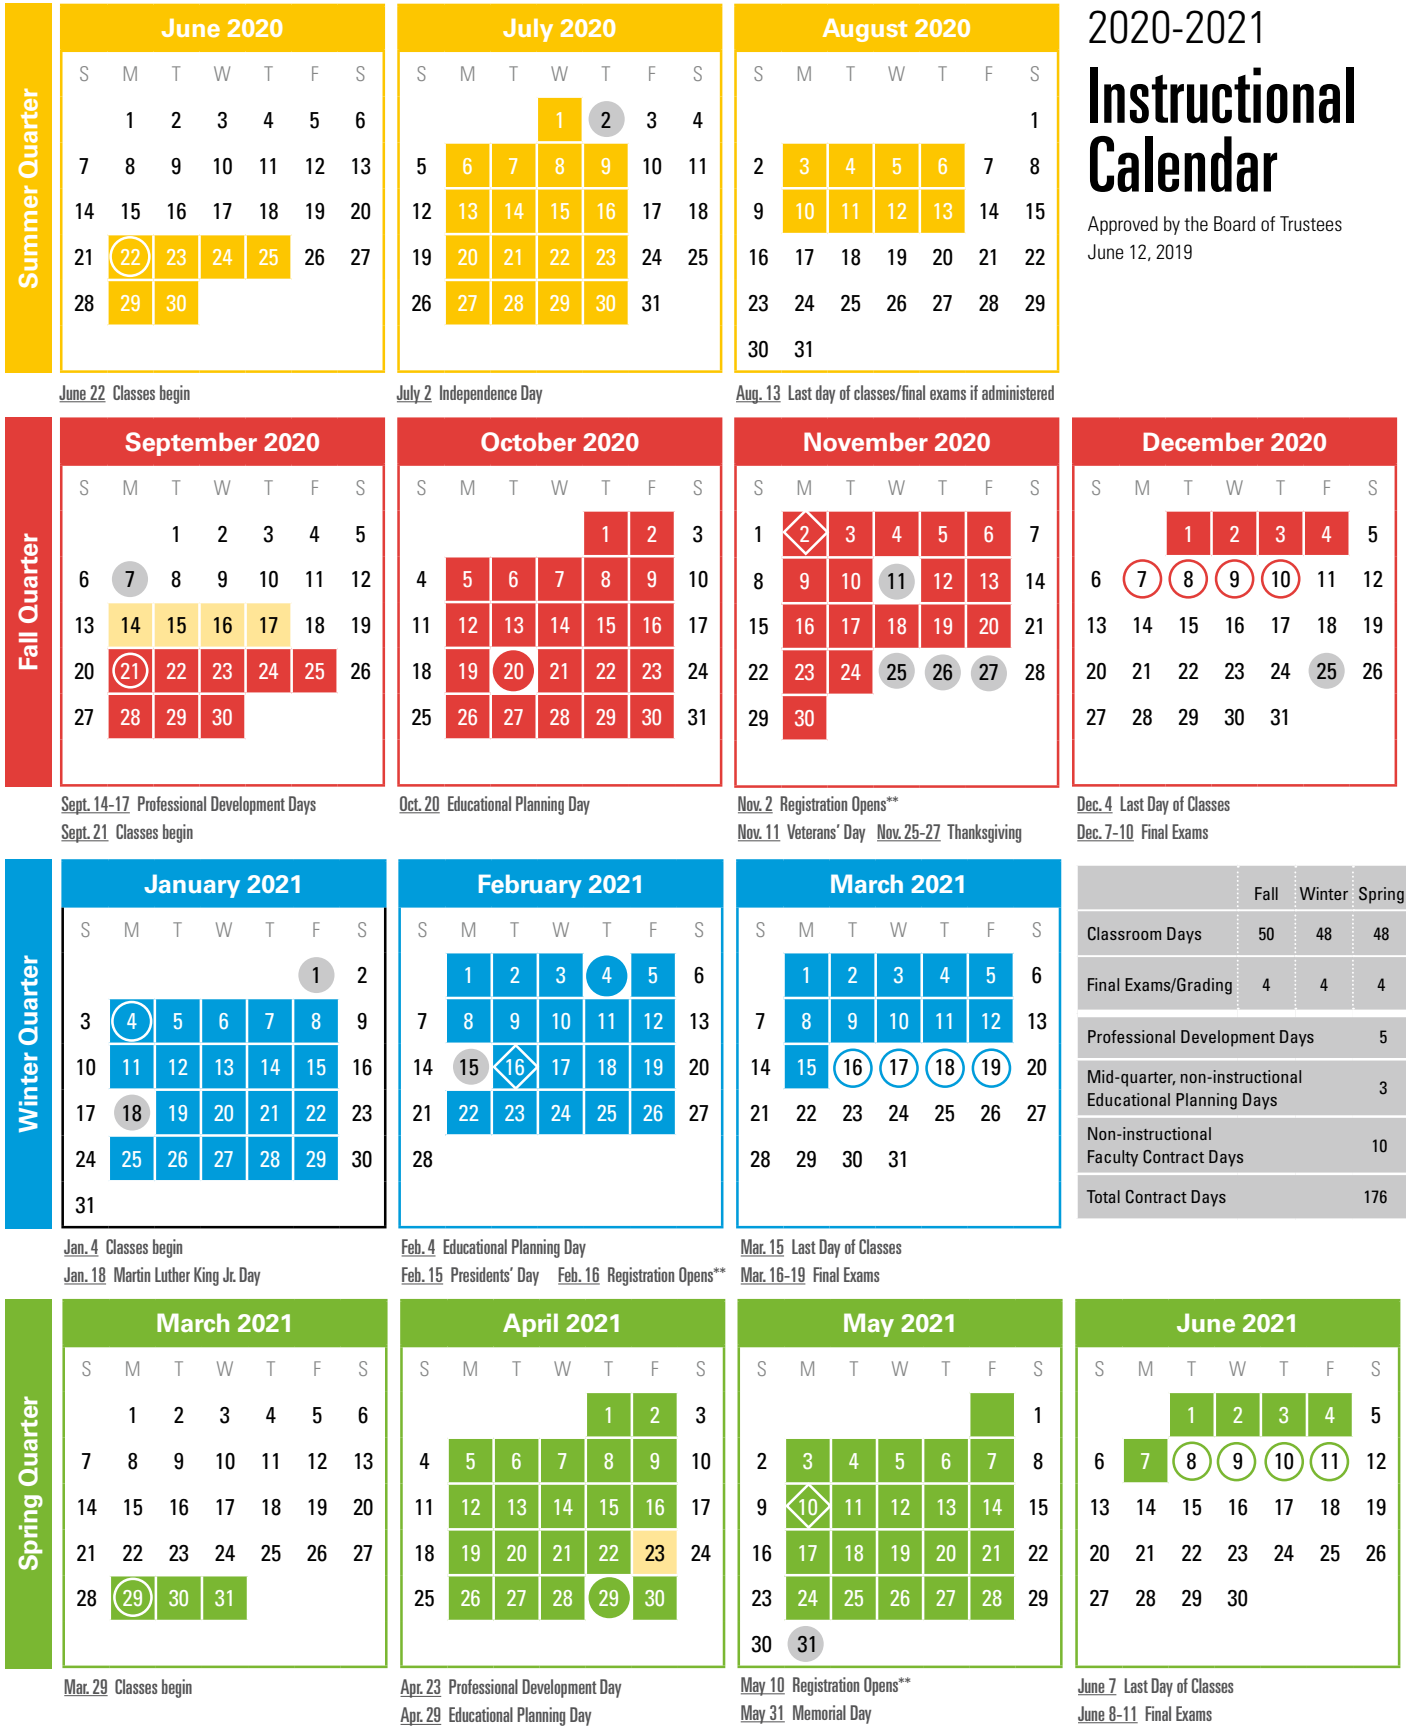 2020-2021
Instructional
Calendar
Approved by the Board of Trustees
June 12, 2019
Summer Quarter
June 2020
S M T W T F S
1 2 3 4 5 6
7 8 9 10 11 12 13
14 15 16 17 18 19 20
21 22 23 24 25 26 27
28 29 30
June 22 Classes begin
July 2020
S M T W T F S
1 2 3 4
5 6 7 8 9 10 11
12 13 14 15 16 17 18
19 20 21 22 23 24 25
26 27 28 29 30 31
July 2 Independence Day
August 2020
S M T W T F S
1
2 3 4 5 6 7 8
9 10 11 12 13 14 15
16 17 18 19 20 21 22
23 24 25 26 27 28 29
30 31
Aug. 13 Last day of classes/final exams if administered
Fall Quarter
September 2020
S M T W T F S
1 2 3 4 5
6 7 8 9 10 11 12
13 14 15 16 17 18 19
20 21 22 23 24 25 26
27 28 29 30
Sept. 14-17 Professional Development Days
Sept. 21 Classes begin
October 2020
S M T W T F S
1 2 3
4 5 6 7 8 9 10
11 12 13 14 15 16 17
18 19 20 21 22 23 24
25 26 27 28 29 30 31
Oct. 20 Educational Planning Day
November 2020
S M T W T F S
1 2 3 4 5 6 7
8 9 10 11 12 13 14
15 16 17 18 19 20 21
22 23 24 25 26 27 28
29 30
Nov. 2 Registration Opens**
Nov. 11 Veterans' Day Nov. 25-27 Thanksgiving
December 2020
S M T W T F S
1 2 3 4 5
6 7 8 9 10 11 12
13 14 15 16 17 18 19
20 21 22 23 24 25 26
27 28 29 30 31
Dec. 4 Last Day of Classes
Dec. 7-10 Final Exams
Winter Quarter
January 2021
S M T W T F S
1 2
3 4 5 6 7 8 9
10 11 12 13 14 15 16
17 18 19 20 21 22 23
24 25 26 27 28 29 30
31
Jan. 4 Classes begin
Jan. 18 Martin Luther King Jr. Day
February 2021
S M T W T F S
1 2 3 4 5 6
7 8 9 10 11 12 13
14 15 16 17 18 19 20
21 22 23 24 25 26 27
28
Feb. 4 Educational Planning Day
Feb. 15 Presidents' Day Feb. 16 Registration Opens**
March 2021
S M T W T F S
1 2 3 4 5 6
7 8 9 10 11 12 13
14 15 16 17 18 19 20
21 22 23 24 25 26 27
28 29 30 31
Mar. 15 Last Day of Classes
Mar. 16-19 Final Exams
Fall Winter Spring
Classroom Days 50 48 48
Final Exams/Grading 4 4 4
Professional Development Days 5
Mid-quarter, non-instructional
Educational Planning Days 3
Non-instructional
Faculty Contract Days 10
Total Contract Days 176
Spring Quarter
March 2021
S M T W T F S
1 2 3 4 5 6
7 8 9 10 11 12 13
14 15 16 17 18 19 20
21 22 23 24 25 26 27
28 29 30 31
Mar. 29 Classes begin
April 2021
S M T W T F S
1 2 3
4 5 6 7 8 9 10
11 12 13 14 15 16 17
18 19 20 21 22 23 24
25 26 27 28 29 30
Apr. 23 Professional Development Day
Apr. 29 Educational Planning Day
May 2021
S M T W T F S
1
2 3 4 5 6 7 8
9 10 11 12 13 14 15
16 17 18 19 20 21 22
23 24 25 26 27 28 29
30 31
May 10 Registration Opens**
May 31 Memorial Day
June 2021
S M T W T F S
1 2 3 4 5
6 7 8 9 10 11 12
13 14 15 16 17 18 19
20 21 22 23 24 25 26
27 28 29 30
June 7 Last Day of Classes
June 8-11 Final Exams